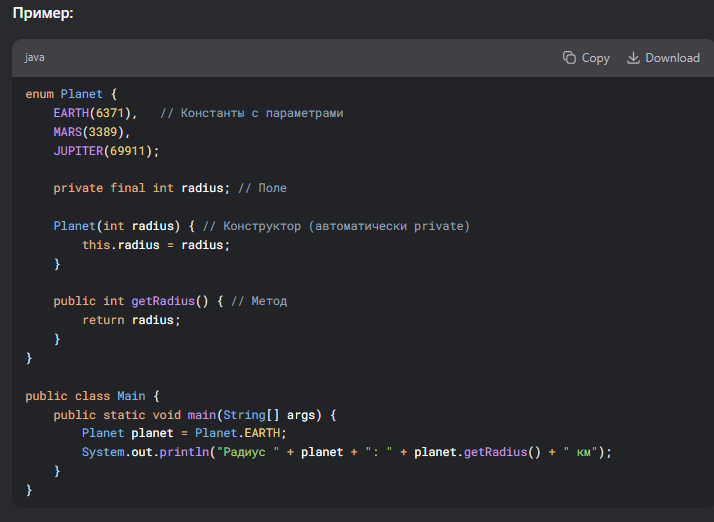 Пример:
java
Copy
Download
enum Planet {
    EARTH(6371),   // Константы с параметрами
    MARS(3389),
    JUPITER(69911);

    private final int radius; // Поле

    Planet(int radius) { // Конструктор (автоматически private)
        this.radius = radius;
    }

    public int getRadius() { // Метод
        return radius;
    }
}

public class Main {
    public static void main(String[] args) {
        Planet planet = Planet.EARTH;
        System.out.println("Радиус " + planet + ": " + planet.getRadius() + " км");
    }
}